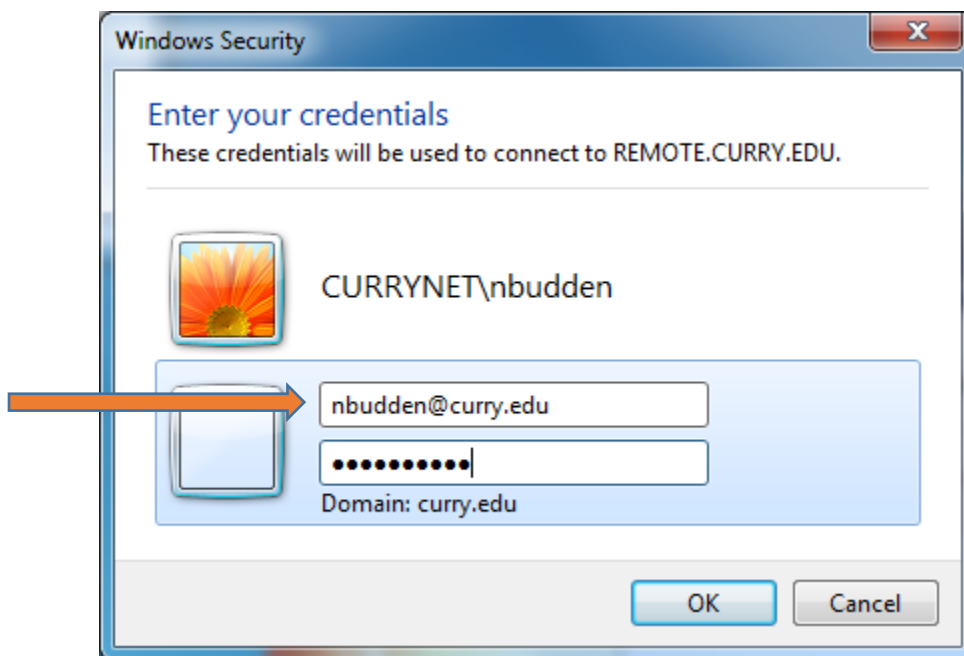 Windows Security
Enter your credentials
These credentials will be used to connect to REMOTE.CURRY.EDU.
CURRYNET\nbudden
nbudden@curry.edu
●●●●●●●●●●
Domain: curry.edu
OK
Cancel